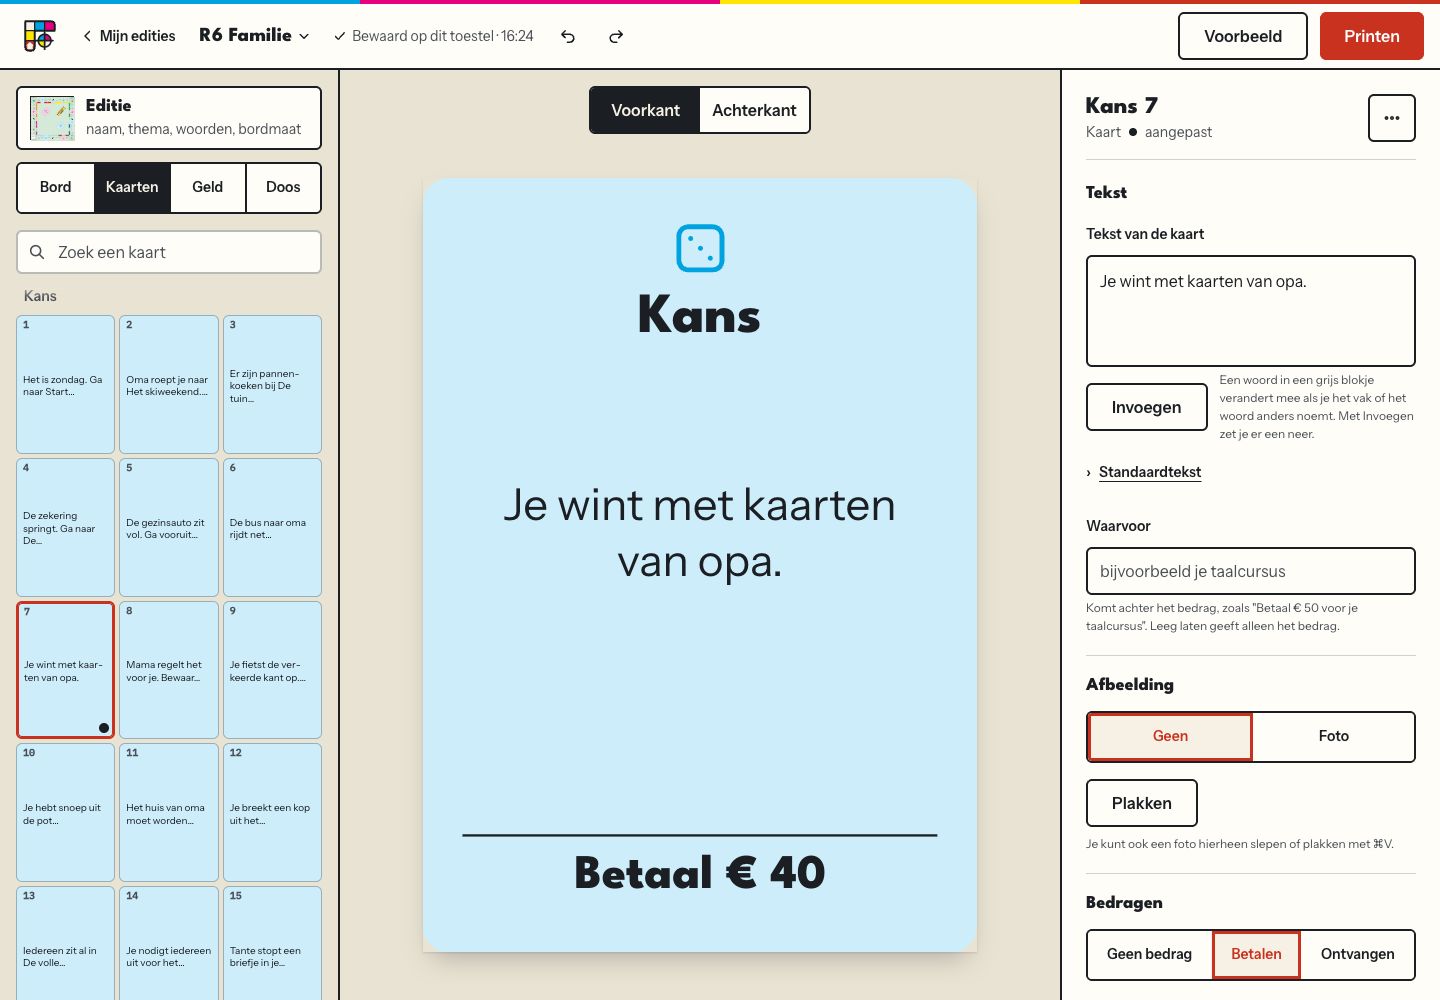 Mijn edities
R6 Familie
Bewaard op dit toestel · 16:24
Voorbeeld
Printen
Editie
naam, thema, woorden, bordmaat
Bord
Kaarten
Geld
Doos
Zoek een kaart
Kans
1
Het is zondag. Ga
naar Start...
2
Oma roept je naar
Het skiweekend....
3
Er zijn pannen-
koeken bij De
tuin...
4
De zekering
springt. Ga naar
De...
5
De gezinsauto zit
vol. Ga vooruit...
6
De bus naar oma
rijdt net...
7
Je wint met kaar-
ten van opa.
8
Mama regelt het
voor je. Bewaar...
9
Je fietst de ver-
keerde kant op....
10
Je hebt snoep uit
de pot...
11
Het huis van oma
moet worden...
12
Je breekt een kop
uit het...
13
Iedereen zit al in
De volle...
14
Je nodigt iedereen
uit voor het...
15
Tante stopt een
briefje in je...
Voorkant
Achterkant
Kans
Je wint met kaarten
van opa.
Betaal € 40
Kans 7
Kaart ● aangepast
Tekst
Tekst van de kaart
Je wint met kaarten van opa.
Invoegen
Een woord in een grijs blokje
verandert mee als je het vak of het
woord anders noemt. Met Invoegen
zet je er een neer.
› Standaardtekst
Waarvoor
bijvoorbeeld je taalcursus
Komt achter het bedrag, zoals "Betaal € 50 voor je
taalcursus". Leeg laten geeft alleen het bedrag.
Afbeelding
Geen
Foto
Plakken
Je kunt ook een foto hierheen slepen of plakken met ⌘V.
Bedragen
Geen bedrag
Betalen
Ontvangen